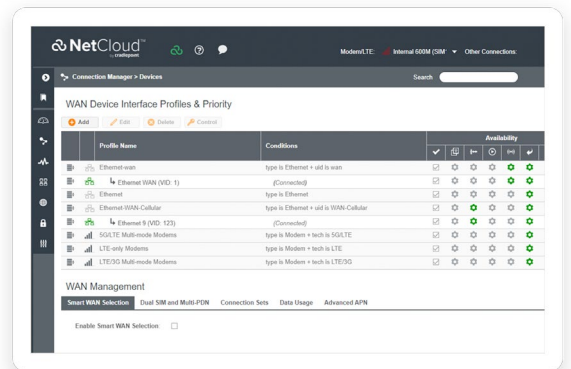 NetCloud™
by cradlepoint
Modem/LTE: Internal 600M (SIM1 Other Connections:
Connection Manager > Devices
Search
WAN Device Interface Profiles & Priority
Add Edit Delete Control
Availability
Profile Name Conditions
Ethernet-wan type is Ethernet + uid is wan
Ethernet WAN (VID: 1) (Connected)
Ethernet type is Ethernet
Ethernet-WAN-Cellular type is Ethernet + uid is WAN-Cellular
Ethernet 9 (VID: 123) (Connected)
5G/LTE Multi-mode Modems type is Modem + tech is 5G/LTE
LTE-only Modems type is Modem + tech is LTE
LTE/3G Multi-mode Modems type is Modem + tech is LTE/3G
WAN Management
Smart WAN Selection Dual SIM and Multi-PDN Connection Sets Data Usage Advanced APN
Enable Smart WAN Selection